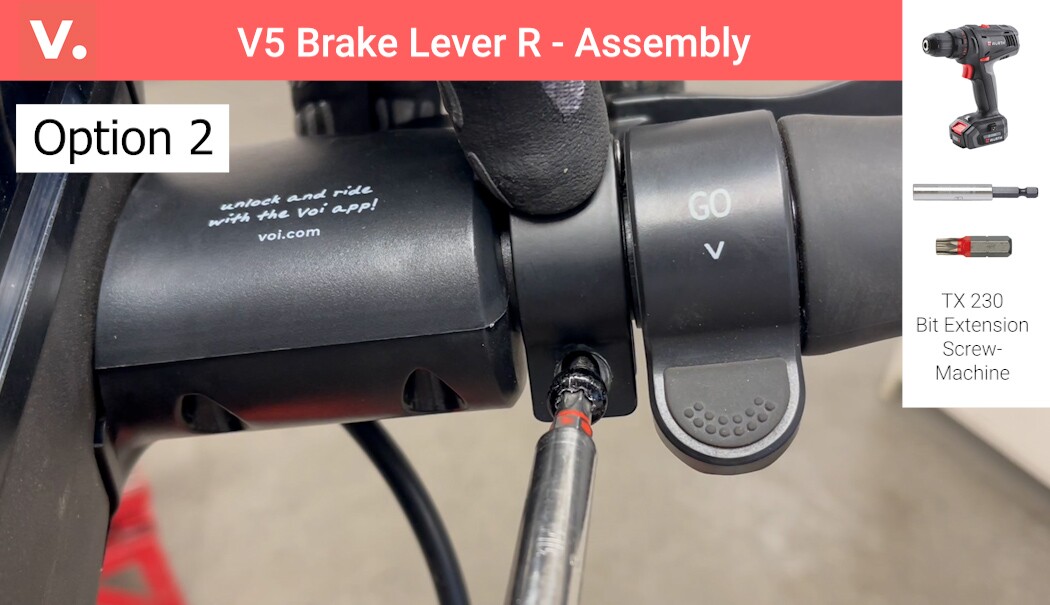 V.
V5 Brake Lever R - Assembly
Option 2
unlock and ride
with the Voi app!
voi.com
GO
TX 230
Bit Extension
Screw-
Machine